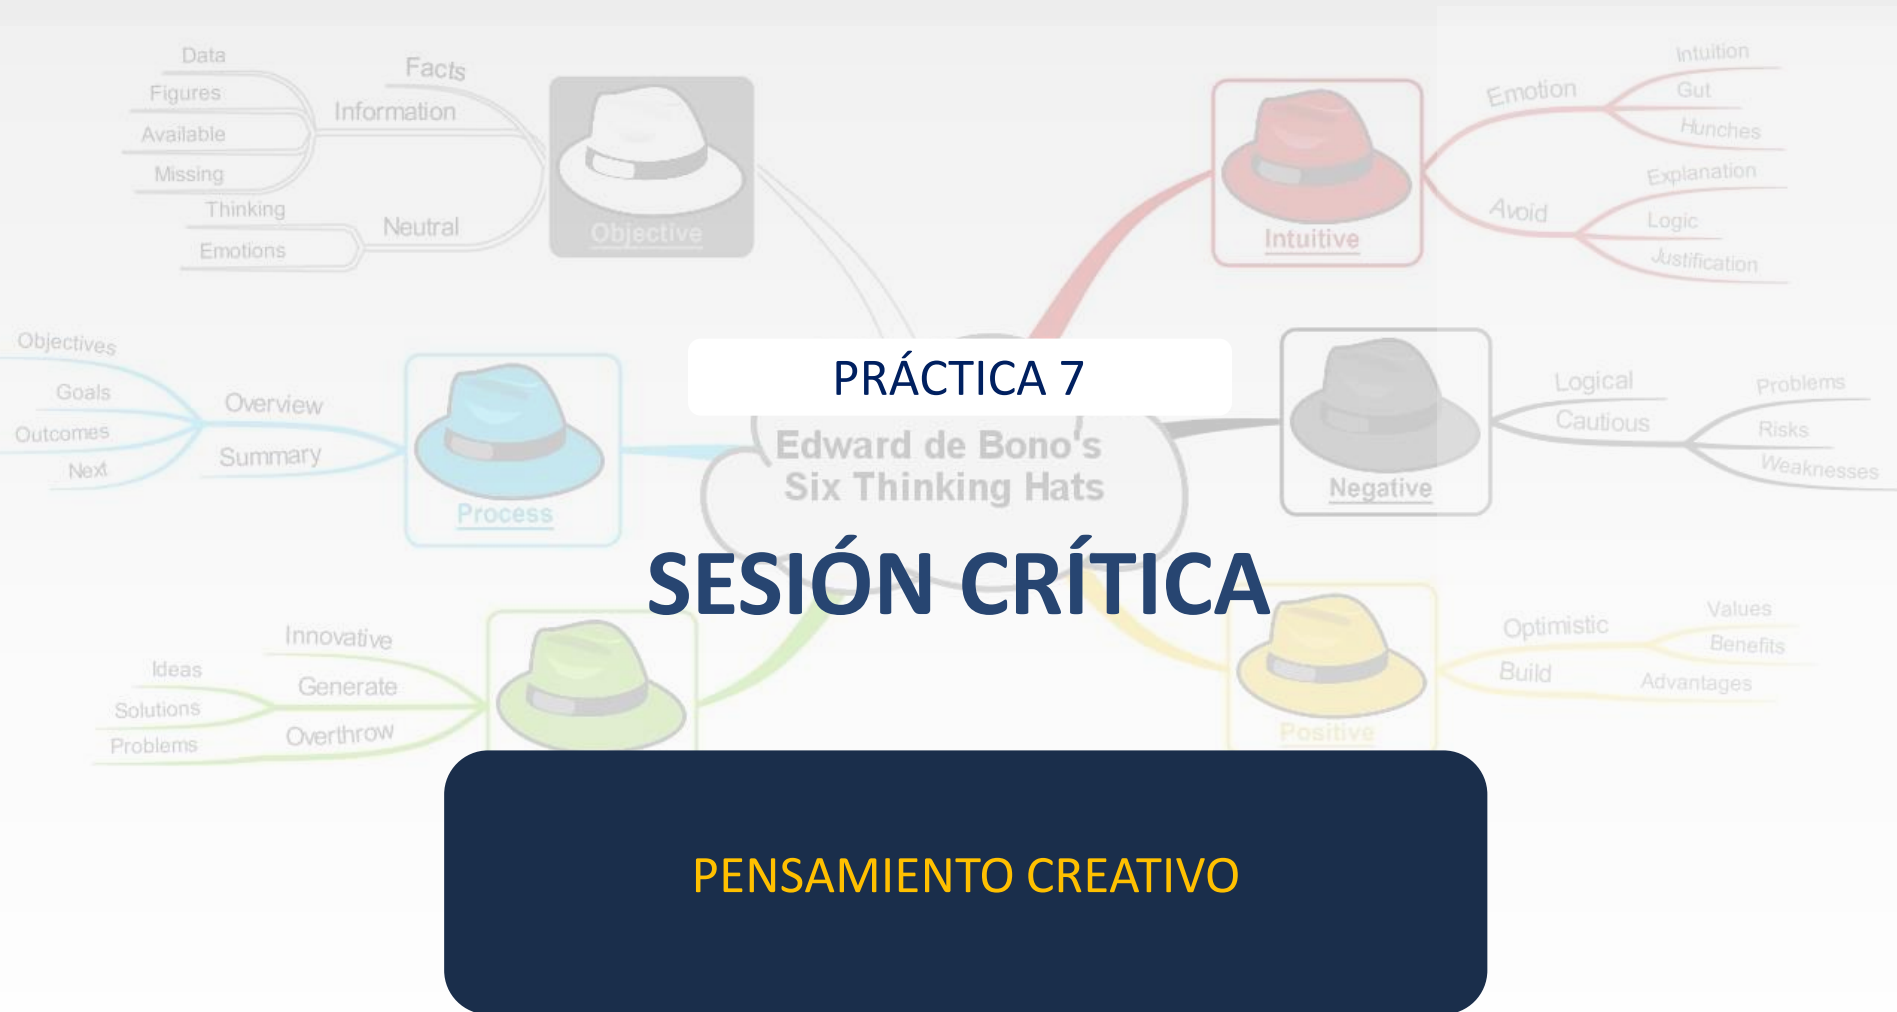 Data
Figures
Available
Missing
Facts
Information
Thinking
Emotions
Neutral
Objective
Intuitive
Emotion
Intuition
Gut
Hunches
Avoid
Explanation
Logic
Justification
Objectives
Goals
Outcomes
Next
Overview
Summary
Process
PRÁCTICA 7
Edward de Bono's
Six Thinking Hats
Negative
Logical
Cautious
Problems
Risks
Weaknesses
SESIÓN CRÍTICA
Innovative
Generate
Overthrow
Ideas
Solutions
Problems
Positive
Optimistic
Build
Values
Benefits
Advantages
PENSAMIENTO CREATIVO